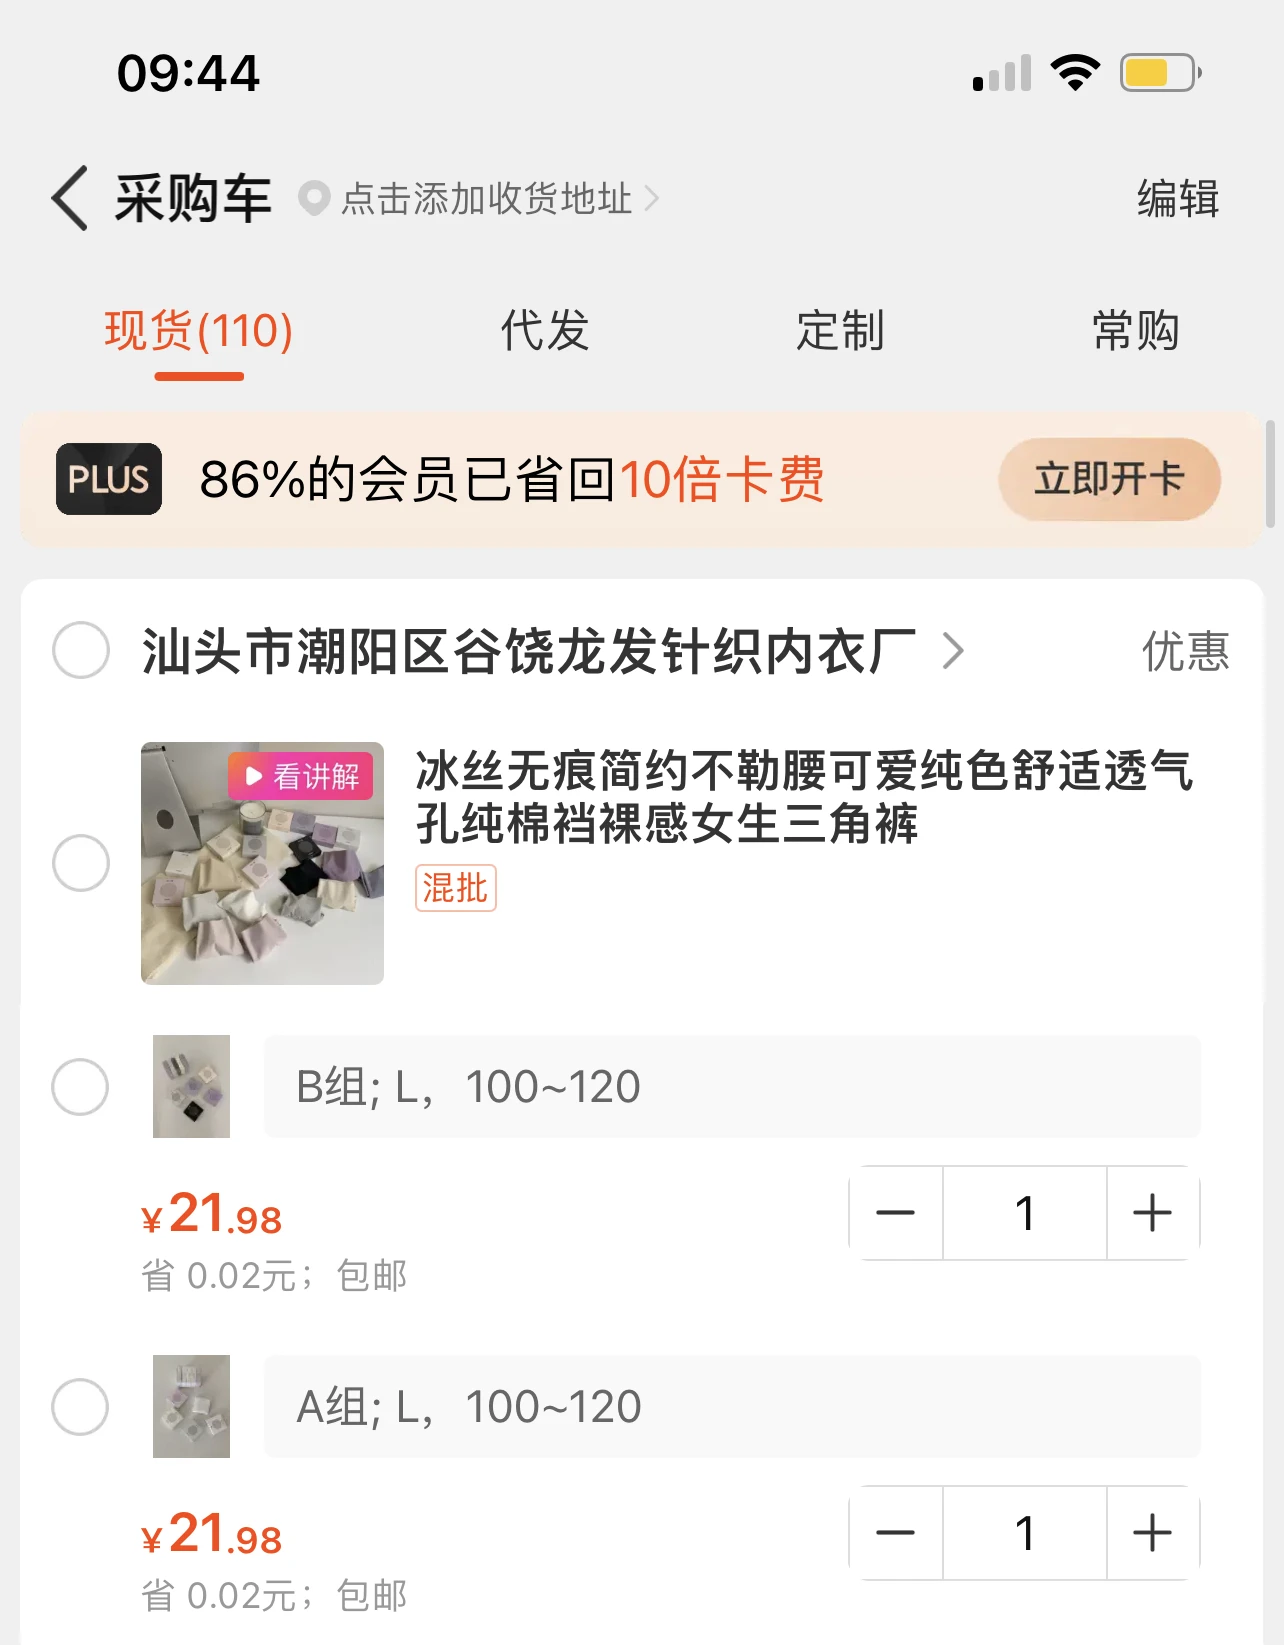 09:44
采购车 点击添加收货地址
编辑
现货(110) 代发 定制 常购
PLUS 86%的会员已省回10倍卡费 立即开卡
汕头市潮阳区谷饶龙发针织内衣厂 优惠
看讲解
冰丝无痕简约不勒腰可爱纯色舒适透气
孔纯棉裆裸感女生三角裤
混批
B组; L， 100~120
¥21.98 1
省 0.02元； 包邮
A组; L， 100~120
¥21.98 1
省 0.02元； 包邮